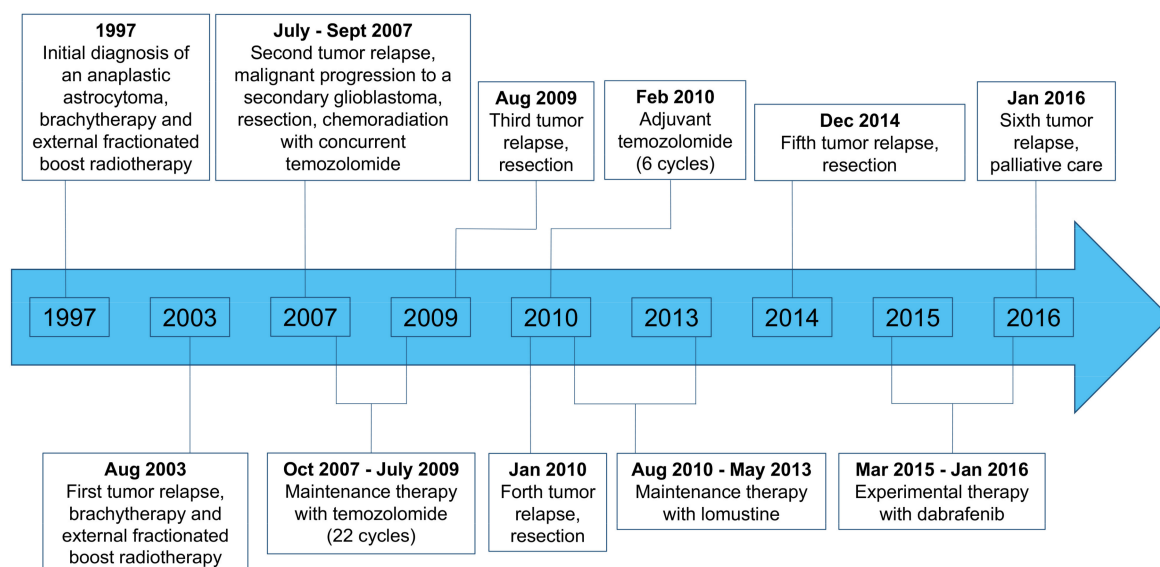 1997
Initial diagnosis of
an anaplastic
astrocytoma,
brachytherapy and
external fractionated
boost radiotherapy
July - Sept 2007
Second tumor relapse,
malignant progression to a
secondary glioblastoma,
resection, chemoradiation
with concurrent
temozolomide
Aug 2009
Third tumor
relapse,
resection
Feb 2010
Adjuvant
temozolomide
(6 cycles)
Dec 2014
Fifth tumor relapse,
resection
Jan 2016
Sixth tumor
relapse,
palliative care
1997
2003
2007
2009
2010
2013
2014
2015
2016
Aug 2003
First tumor relapse,
brachytherapy and
external fractionated
boost radiotherapy
Oct 2007 - July 2009
Maintenance therapy
with temozolomide
(22 cycles)
Jan 2010
Forth tumor
relapse,
resection
Aug 2010 - May 2013
Maintenance therapy
with lomustine
Mar 2015 - Jan 2016
Experimental therapy
with dabrafenib